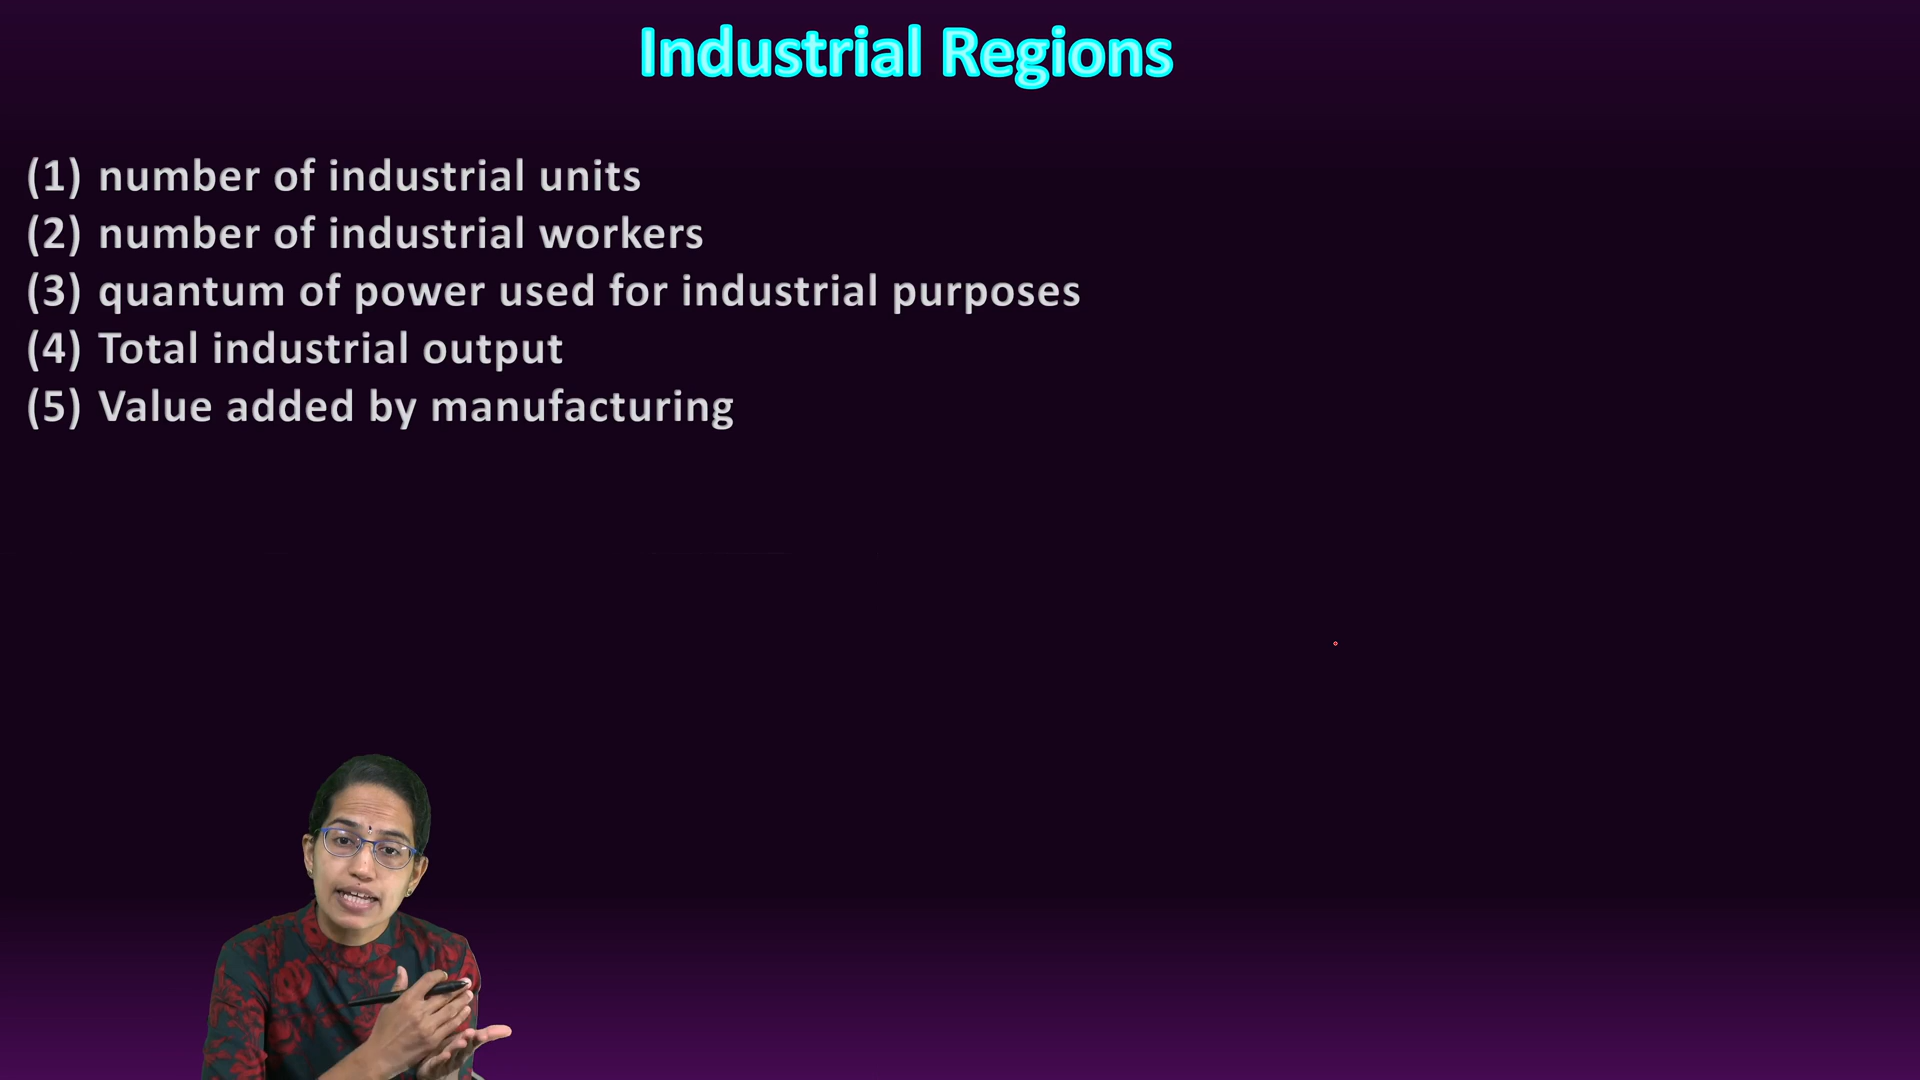 Industrial Regions
(1) number of industrial units
(2) number of industrial workers
(3) quantum of power used for industrial purposes
(4) Total industrial output
(5) Value added by manufacturing